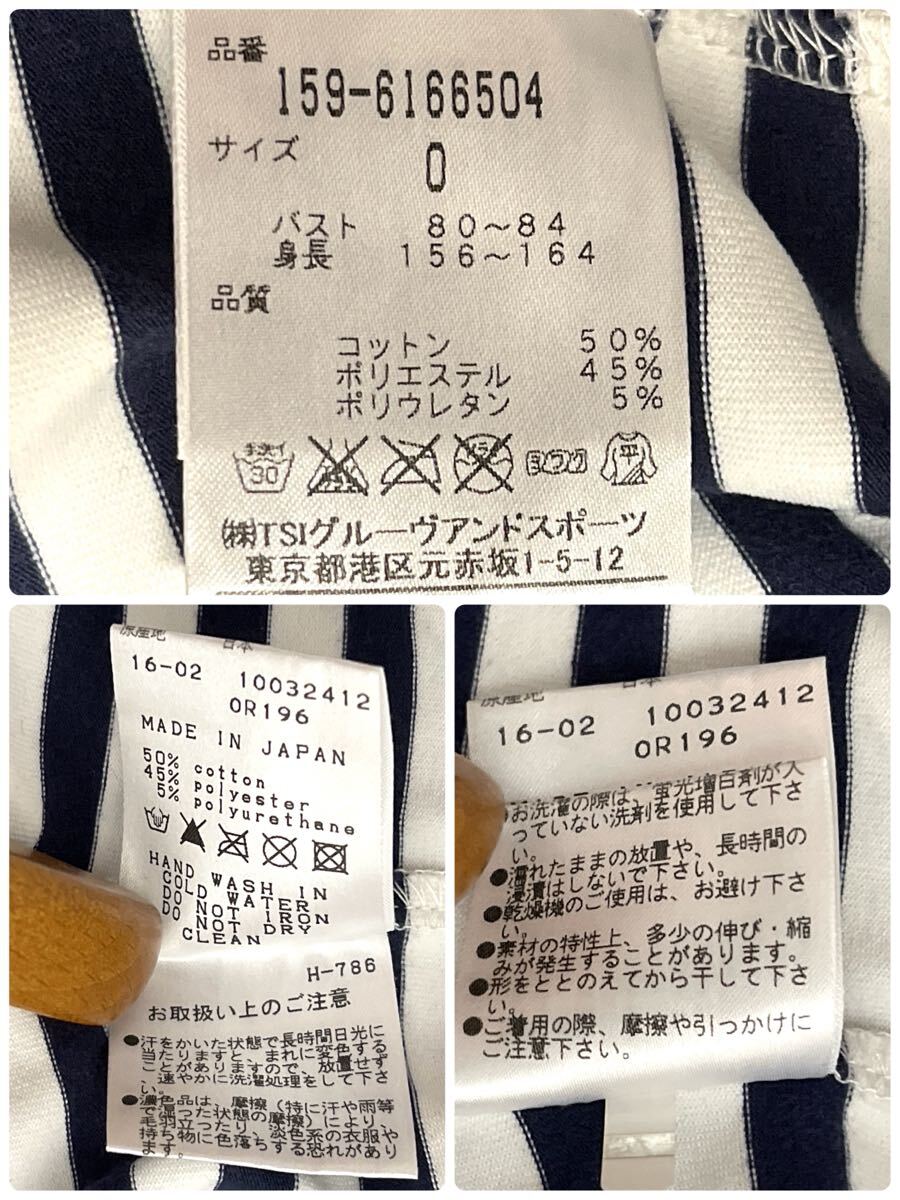 品番
159-6166504
サイズ
0
バスト 80〜84
身長 156〜164
品質
コットン 50%
ポリエステル 45%
ポリウレタン 5%
手洗イ 30 エンソサラシ ドライ ヨワク 平
㈱TSIグルーヴアンドスポーツ
東京都港区元赤坂1-5-12
原産地 日本
16-02 10032412
0R196
MADE IN JAPAN
50% cotton
45% polyester
5% polyurethane
HAND WASH IN
COLD WATER
DO NOT IRON
DO NOT DRY
CLEAN
H-786
お取扱い上のご注意
●汗をかいた状態で長時間日光に
当たりますと、まれに変色する
ことがありますので、放置せず
、速やかに洗濯処理をして下さ
い。
●濃色品は、摩擦（特に汗や雨等
で湿った状態の摩擦）により、
毛羽立ったり、淡色系の衣服や
持ち物に色落ちする恐れがあり
ます。
原産地 日本
16-02 10032412
0R196
●お洗濯の際は、蛍光増白剤が入
っていない洗剤を使用して下さ
い。
●濡れたままの放置や、長時間の
浸漬はしないで下さい。
●乾燥機のご使用は、お避け下さ
い。
●素材の特性上、多少の伸び・縮
みが発生することがあります。
●形をととのえてから干して下さ
い。
●ご着用の際、摩擦や引っかけに
ご注意下さい。